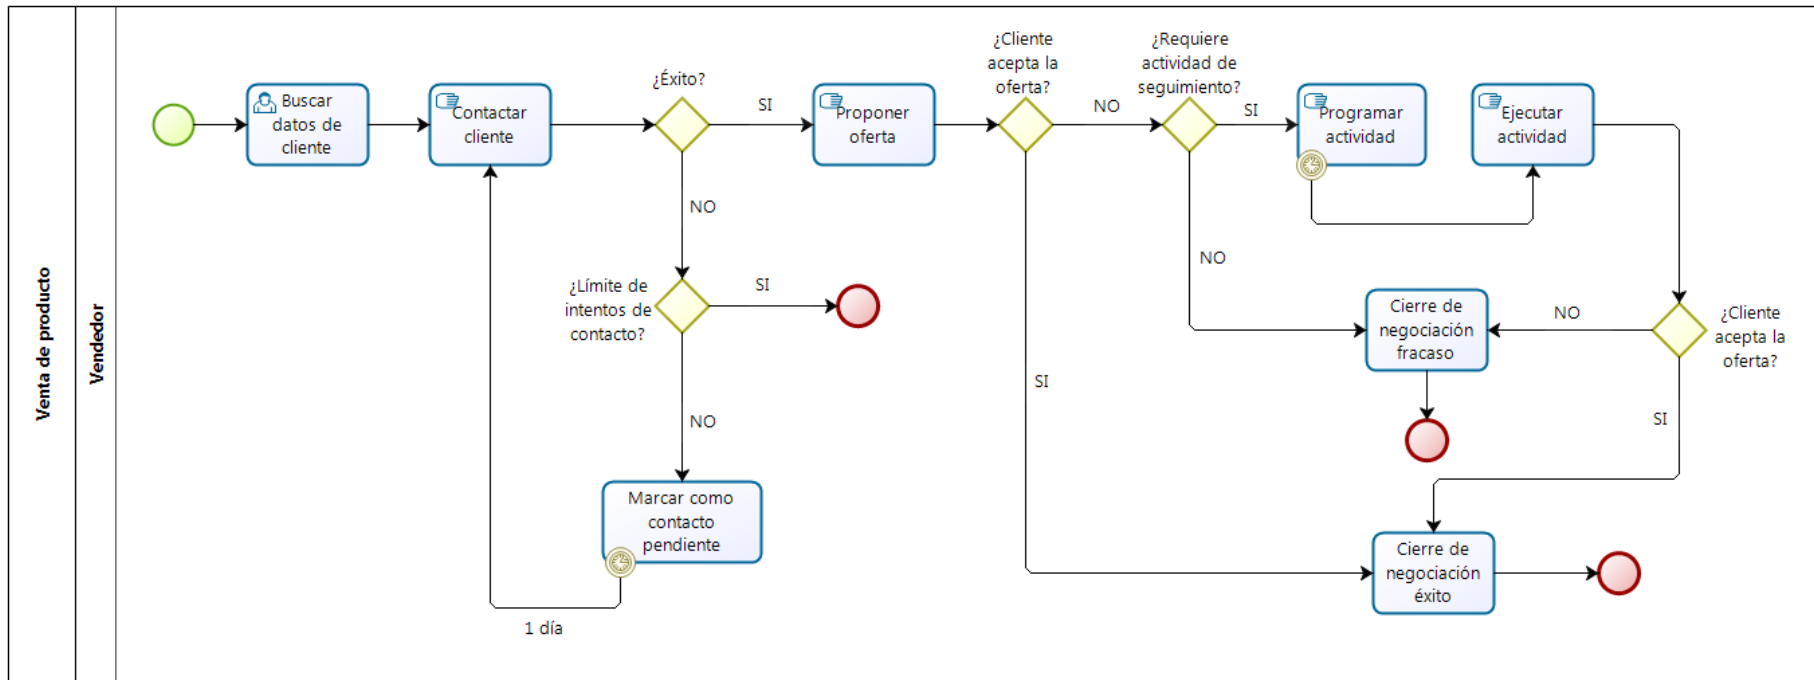 Venta de producto
Vendedor
Buscar
datos de
cliente
Contactar
cliente
¿Éxito?
SI
NO
Proponer
oferta
¿Cliente
acepta la
oferta?
NO
SI
¿Requiere
actividad de
seguimiento?
SI
NO
Programar
actividad
Ejecutar
actividad
¿Límite de
intentos de
contacto?
SI
NO
Marcar como
contacto
pendiente
1 día
Cierre de
negociación
fracaso
NO
¿Cliente
acepta la
oferta?
SI
Cierre de
negociación
éxito